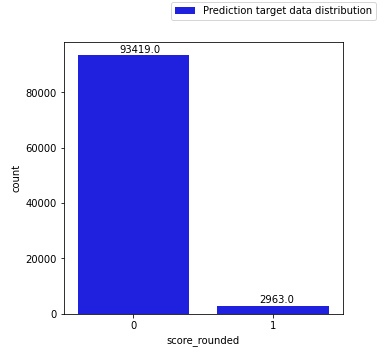 Prediction target data distribution
93419.0
80000
60000
count
40000
20000
2963.0
0
0 1
score_rounded